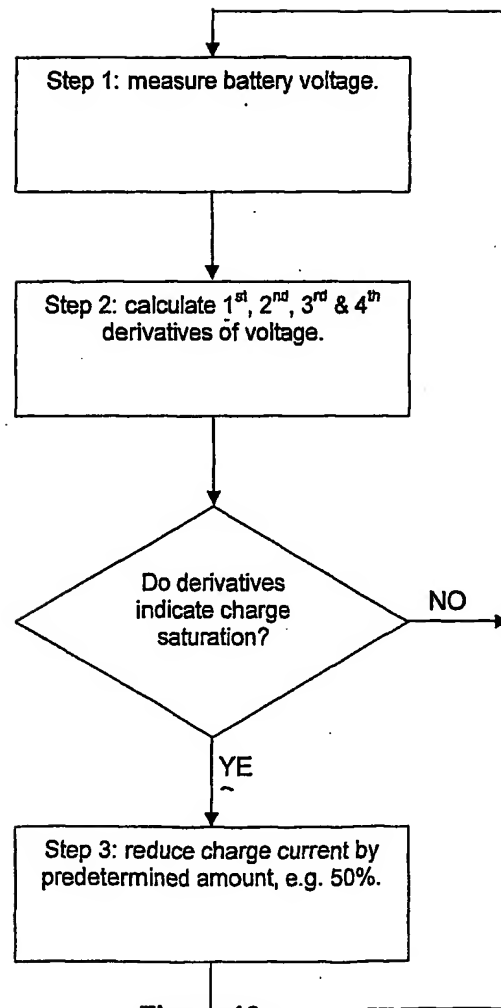 Step 1: measure battery voltage.
Step 2: calculate 1st, 2nd, 3rd & 4th
derivatives of voltage.
Do derivatives
indicate charge
saturation?
NO
YE
Step 3: reduce charge current by
predetermined amount, e.g. 50%.